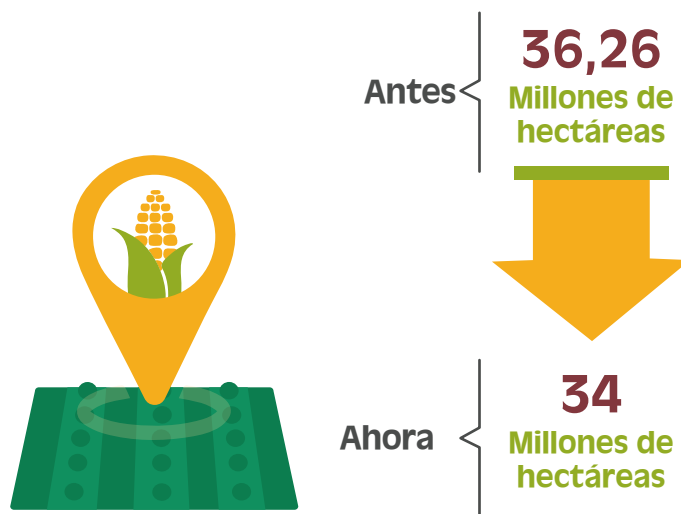 Antes
36,26
Millones de
hectáreas
Ahora
34
Millones de
hectáreas